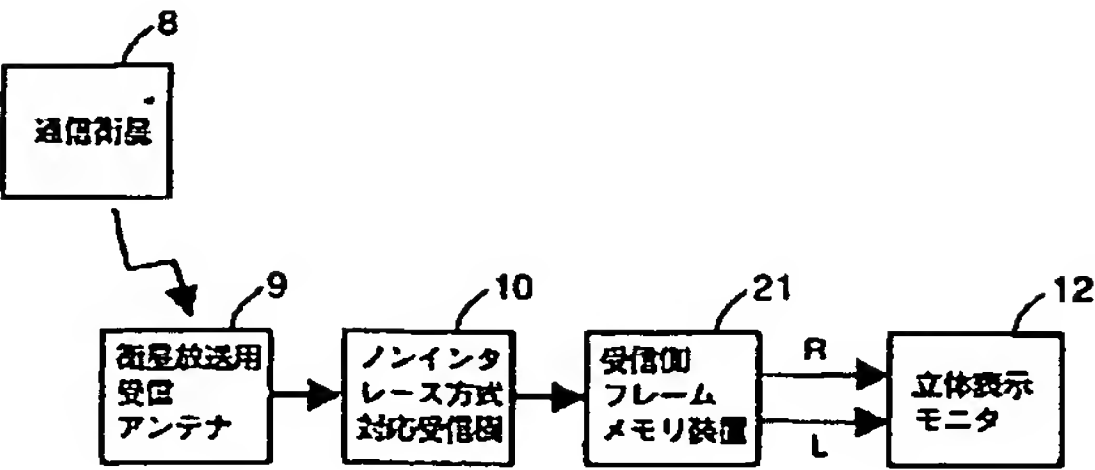 8
通信衛星
9
衛星放送用
受信
アンテナ
10
ノンインタ
レース方式
対応受信機
21
受信側
フレーム
メモリ装置
R
L
12
立体表示
モニタ